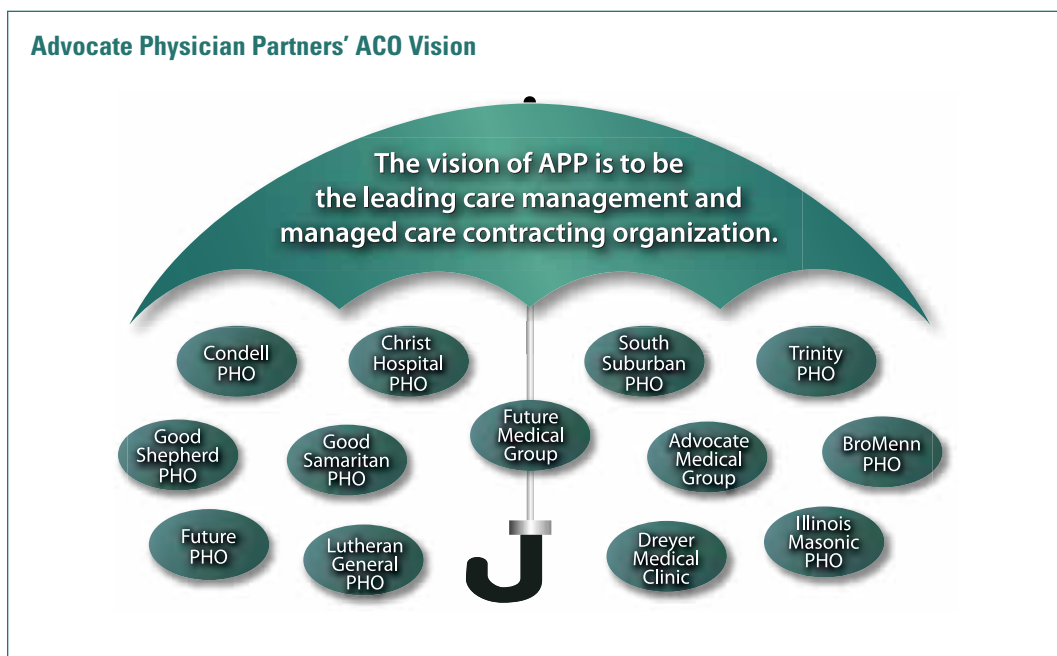 Advocate Physician Partners’ ACO Vision
The vision of APP is to be
the leading care management and
managed care contracting organization.
Condell
PHO
Christ
Hospital
PHO
South
Suburban
PHO
Trinity
PHO
Good
Shepherd
PHO
Good
Samaritan
PHO
Future
Medical
Group
Advocate
Medical
Group
BroMenn
PHO
Future
PHO
Lutheran
General
PHO
Dreyer
Medical
Clinic
Illinois
Masonic
PHO